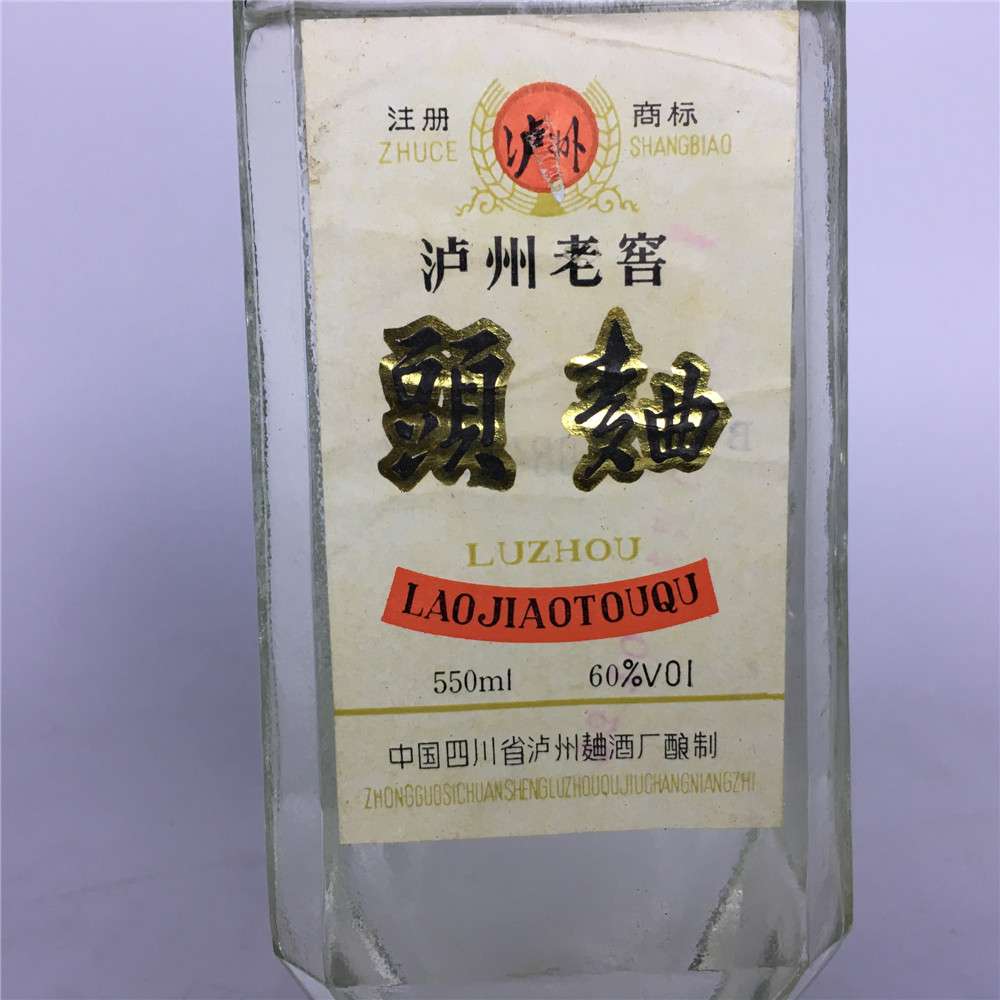 注册 泸州 商标
ZHUCE SHANGBIAO
泸州老窖
頭麯
LUZHOU
LAOJIAOTOUQU
550ml 60%VOl
中国四川省泸州麯酒厂酿制
ZHONGGUOSICHUANSHENGLUZHOUQUJIUCHANGNIANGZHI